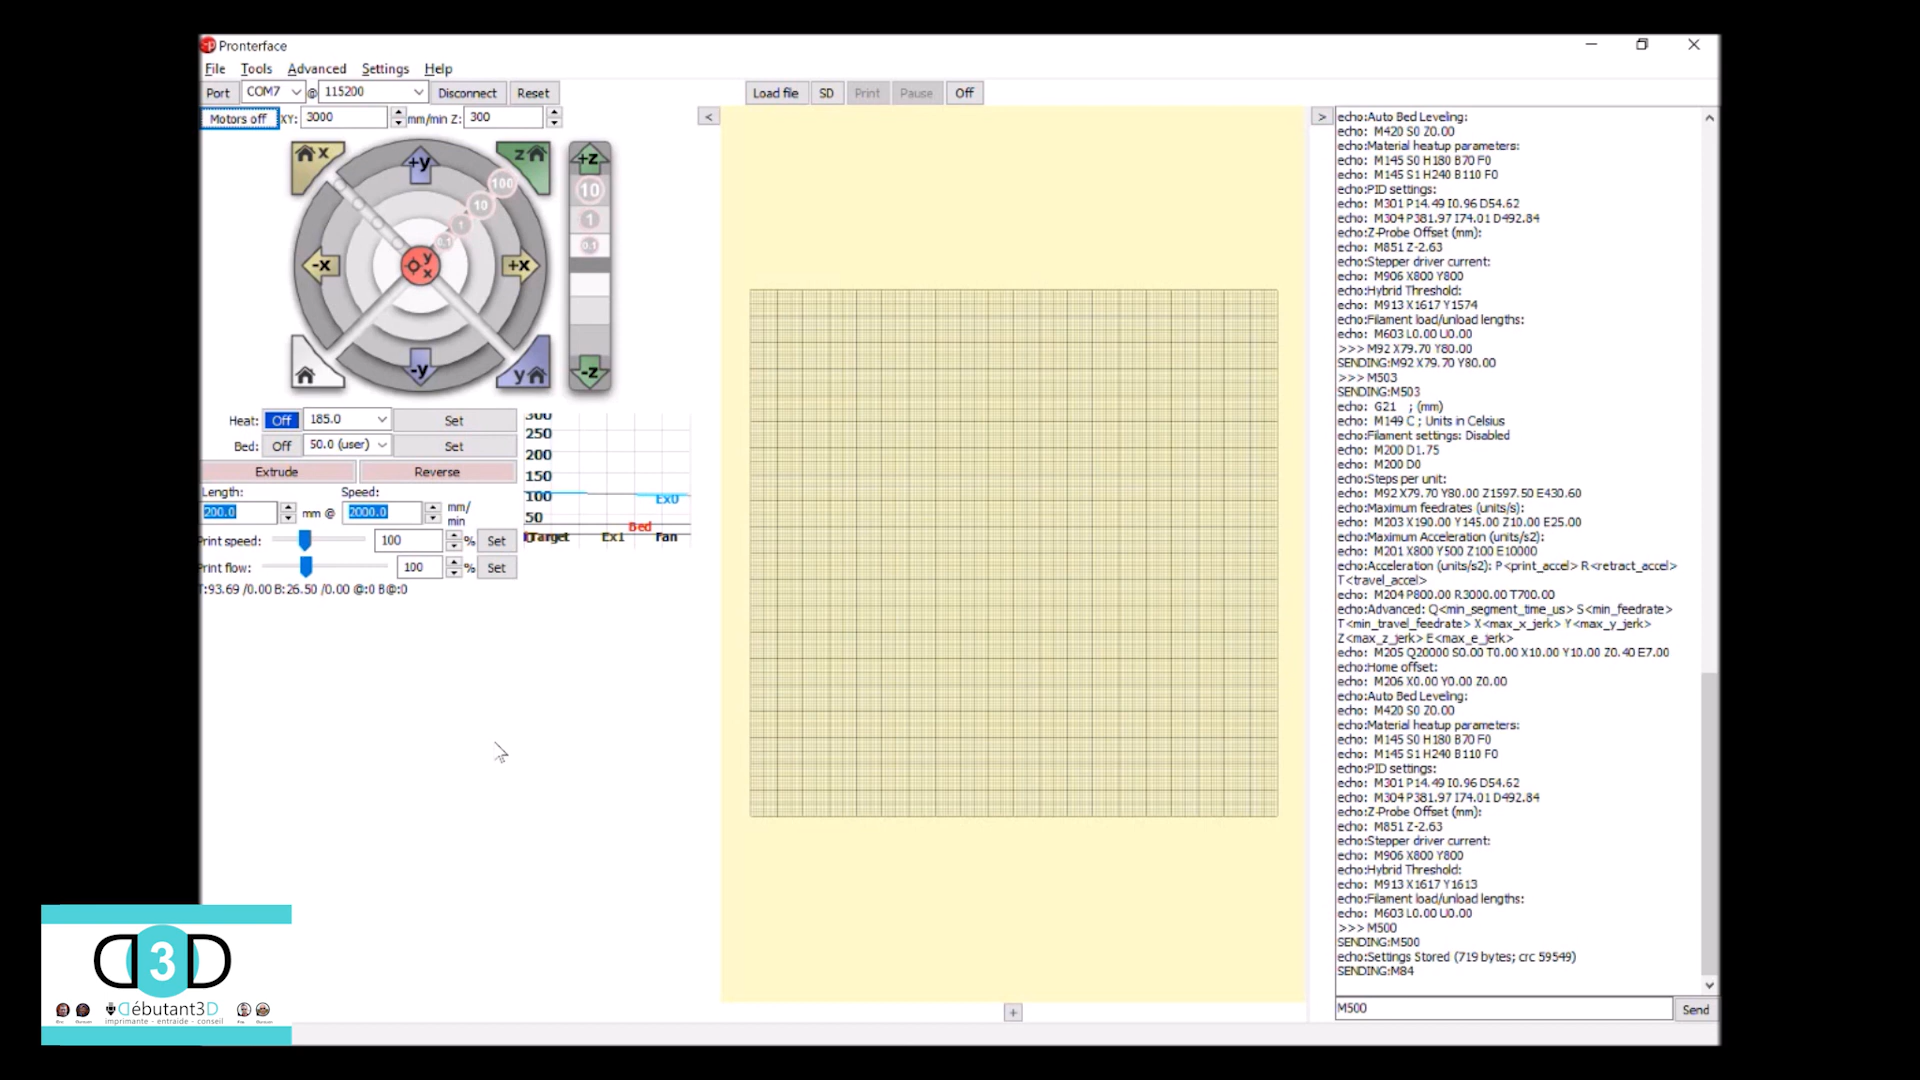 Pronterface
File Tools Advanced Settings Help
Port COM7 @ 115200 Disconnect Reset
Load file SD Print Pause Off
Motors off XY: 3000 mm/min Z: 300
<
>
x +y z
100
10
1
0.1
-x y x +x
-y y
+z
10
1
0.1
-z
Heat: Off 185.0 Set
Bed: Off 50.0 (user) Set
Extrude Reverse
Length: Speed:
200.0 mm @ 2000.0 mm/
min
Print speed: 100 % Set
Print flow: 100 % Set
T:93.69 /0.00 B:26.50 /0.00 @:0 B@:0
300
250
200
150
100 Ex0
50 Bed
Target Ex1 Fan
echo:Auto Bed Leveling:
echo: M420 S0 Z0.00
echo:Material heatup parameters:
echo: M145 S0 H180 B70 F0
echo: M145 S1 H240 B110 F0
echo:PID settings:
echo: M301 P14.49 I0.96 D54.62
echo: M304 P381.97 I74.01 D492.84
echo:Z-Probe Offset (mm):
echo: M851 Z-2.63
echo:Stepper driver current:
echo: M906 X800 Y800
echo:Hybrid Threshold:
echo: M913 X1617 Y1574
echo:Filament load/unload lengths:
echo: M603 L0.00 U0.00
>>> M92 X79.70 Y80.00
SENDING:M92 X79.70 Y80.00
>>> M503
SENDING:M503
echo: G21 ; (mm)
echo: M149 C ; Units in Celsius
echo:Filament settings: Disabled
echo: M200 D1.75
echo: M200 D0
echo:Steps per unit:
echo: M92 X79.70 Y80.00 Z1597.50 E430.60
echo:Maximum feedrates (units/s):
echo: M203 X190.00 Y145.00 Z10.00 E25.00
echo:Maximum Acceleration (units/s2):
echo: M201 X800 Y500 Z100 E10000
echo:Acceleration (units/s2): P<print_accel> R<retract_accel>
T<travel_accel>
echo: M204 P800.00 R3000.00 T700.00
echo:Advanced: Q<min_segment_time_us> S<min_feedrate>
T<min_travel_feedrate> X<max_x_jerk> Y<max_y_jerk>
Z<max_z_jerk> E<max_e_jerk>
echo: M205 Q20000 S0.00 T0.00 X10.00 Y10.00 Z0.40 E7.00
echo:Home offset:
echo: M206 X0.00 Y0.00 Z0.00
echo:Auto Bed Leveling:
echo: M420 S0 Z0.00
echo:Material heatup parameters:
echo: M145 S0 H180 B70 F0
echo: M145 S1 H240 B110 F0
echo:PID settings:
echo: M301 P14.49 I0.96 D54.62
echo: M304 P381.97 I74.01 D492.84
echo:Z-Probe Offset (mm):
echo: M851 Z-2.63
echo:Stepper driver current:
echo: M906 X800 Y800
echo:Hybrid Threshold:
echo: M913 X1617 Y1613
echo:Filament load/unload lengths:
echo: M603 L0.00 U0.00
>>> M500
SENDING:M500
echo:Settings Stored (719 bytes; crc 59549)
SENDING:M84
M500 Send
+
D3D
Débutant3D
imprimante - entraide - conseil